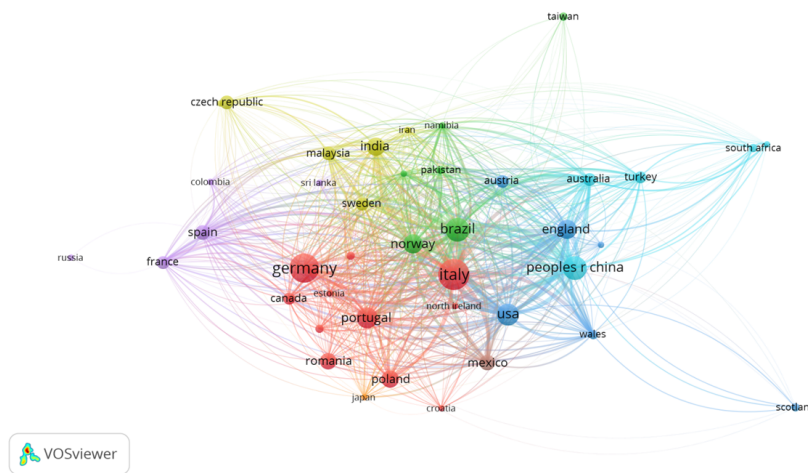 taiwan
czech republic
iran
namibia
india
malaysia
south africa
pakistan
colombia
sri lanka
austria
australia
turkey
sweden
spain
brazil
england
norway
russia
france
germany
italy
peoples r china
canada
estonia
north ireland
portugal
usa
wales
romania
mexico
poland
japan
croatia
scotlan
VOSviewer